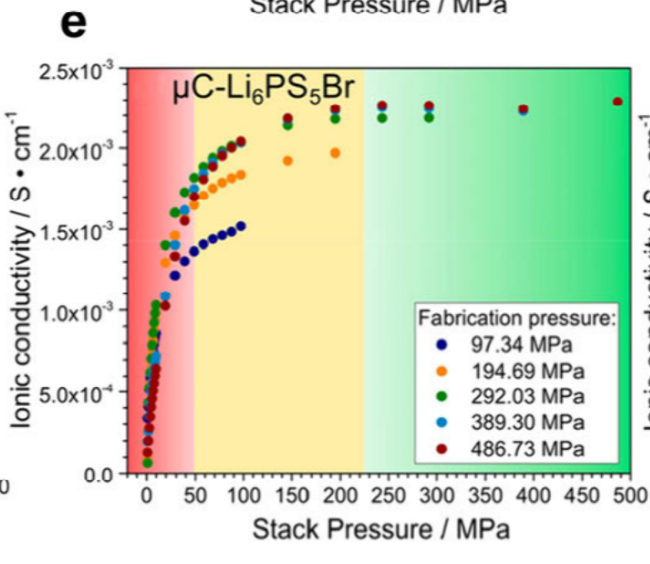 Stack Pressure / MPa
e
μC-Li₆PS₅Br
Ionic conductivity / S • cm⁻¹
2.5x10⁻³
2.0x10⁻³
1.5x10⁻³
1.0x10⁻³
5.0x10⁻⁴
0.0
Fabrication pressure:
97.34 MPa
194.69 MPa
292.03 MPa
389.30 MPa
486.73 MPa
0 50 100 150 200 250 300 350 400 450 500
Stack Pressure / MPa
0